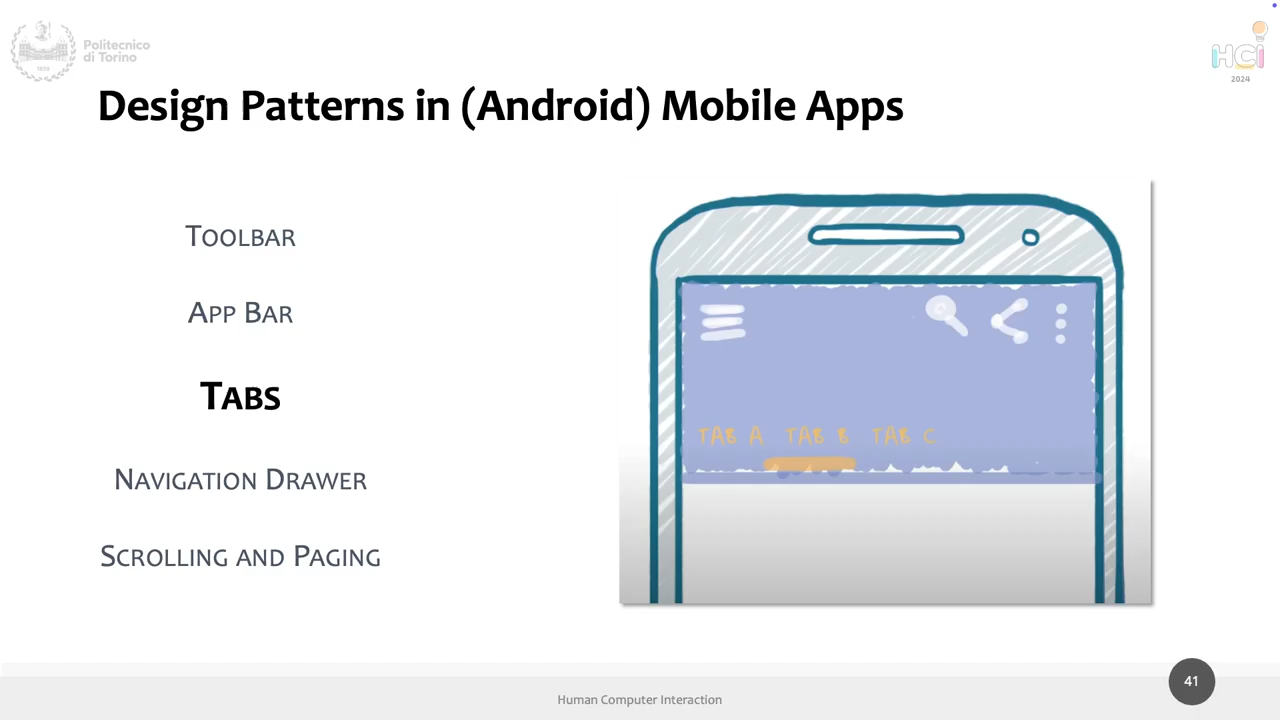 Politecnico
di Torino
1859
HCI
2024
Design Patterns in (Android) Mobile Apps
Toolbar
App Bar
Tabs
Navigation Drawer
Scrolling and Paging
TAB A TAB B TAB C
41
Human Computer Interaction